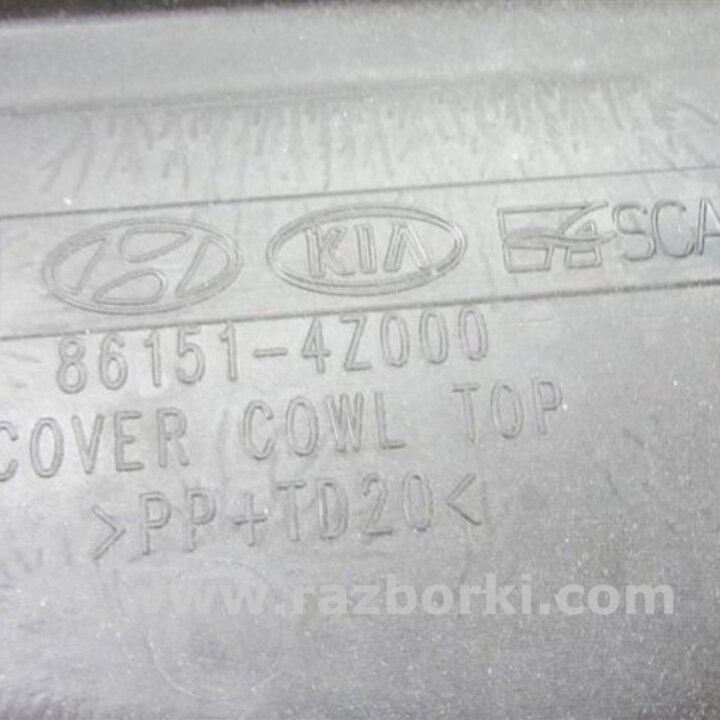 KIA SCA
86151-4Z000
COVER COWL TOP
>PP+TD20<
www.razborki.com